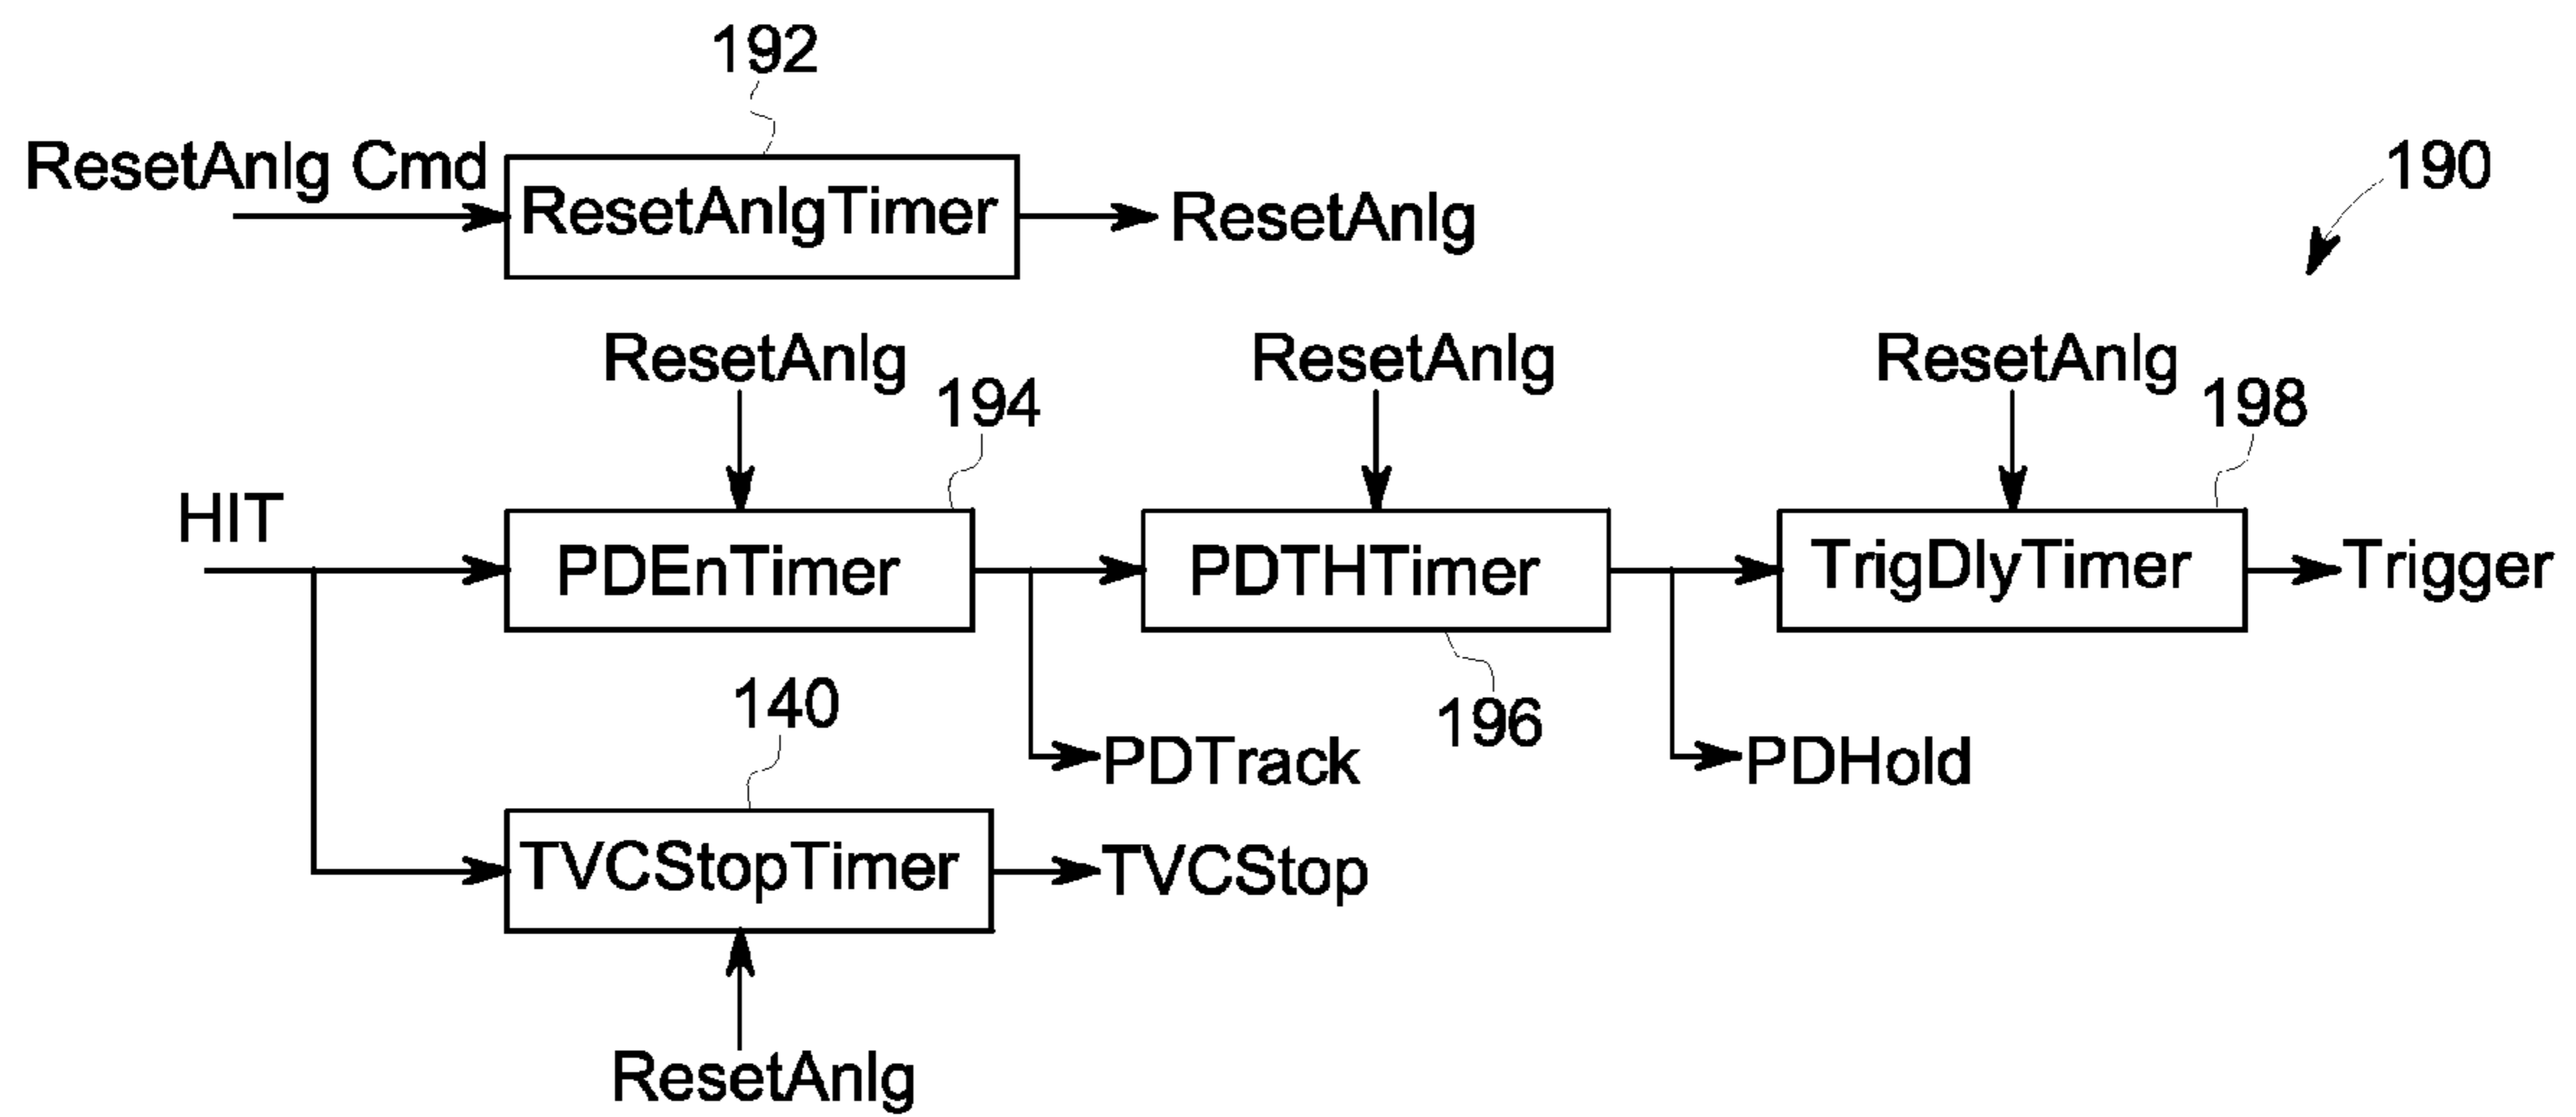 192
ResetAnlg Cmd
ResetAnlgTimer
ResetAnlg
190
ResetAnlg
194
ResetAnlg
ResetAnlg
198
HIT
PDEnTimer
PDTHTimer
TrigDlyTimer
Trigger
140
196
PDTrack
PDHold
TVCStopTimer
TVCStop
ResetAnlg